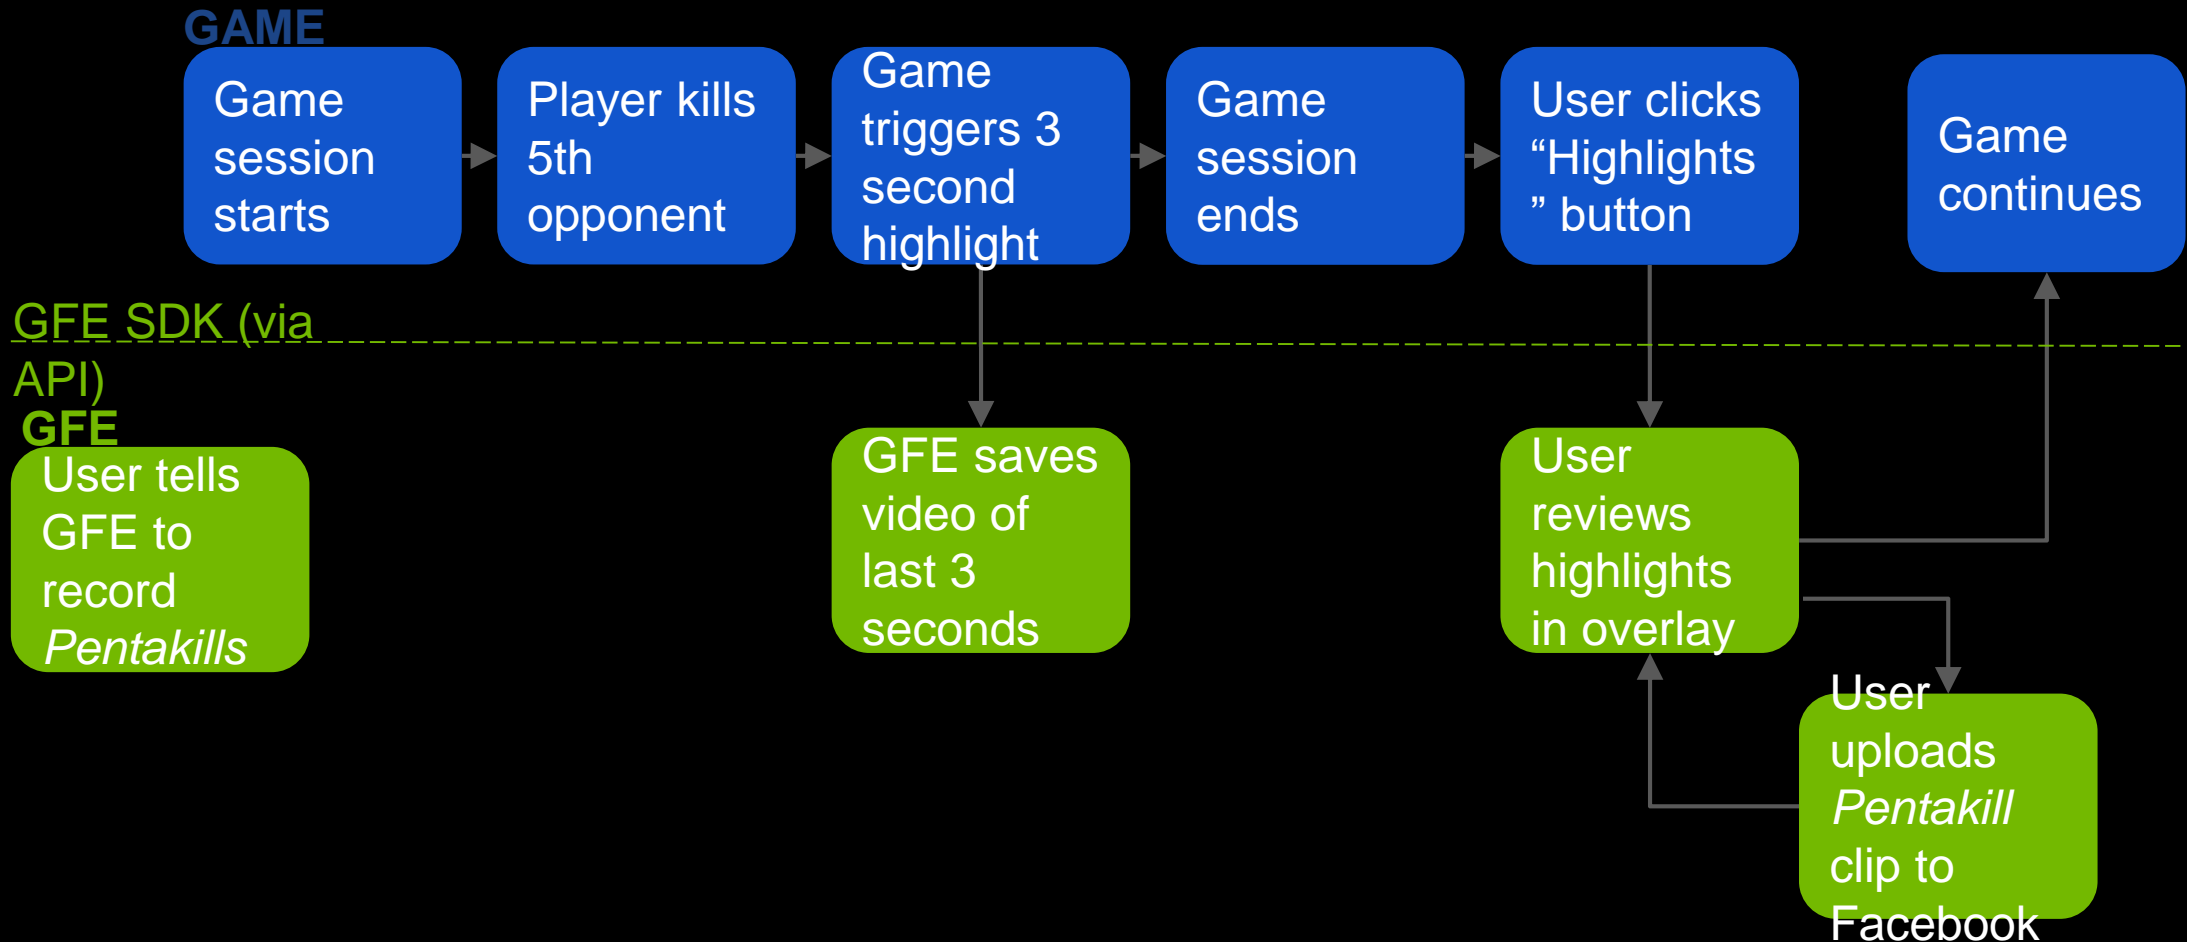 GAME
Game
session
starts
Player kills
5th
opponent
Game
triggers 3
second
highlight
Game
session
ends
User clicks
“Highlights
” button
Game
continues
GFE SDK (via
API)
GFE
User tells
GFE to
record
Pentakills
GFE saves
video of
last 3
seconds
User
reviews
highlights
in overlay
User
uploads
Pentakill
clip to
Facebook